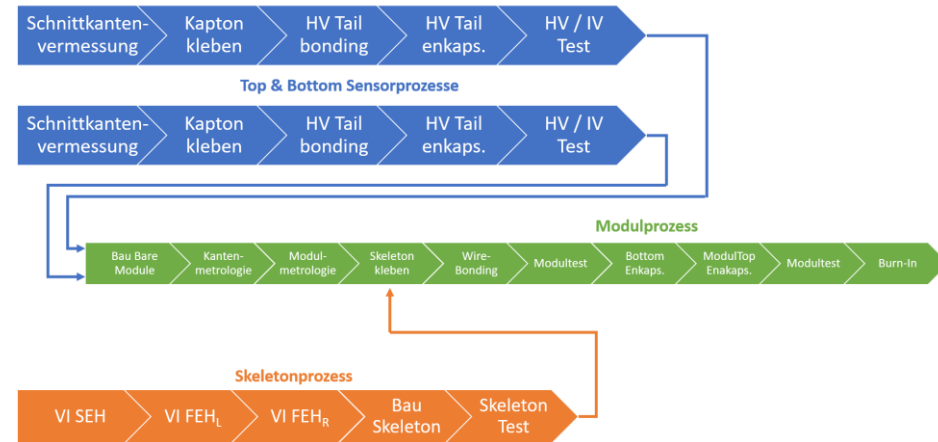 Schnittkanten-
vermessung
Kapton
kleben
HV Tail
bonding
HV Tail
enkaps.
HV / IV
Test
Top & Bottom Sensorprozesse
Schnittkanten-
vermessung
Kapton
kleben
HV Tail
bonding
HV Tail
enkaps.
HV / IV
Test
Modulprozess
Bau Bare
Module
Kanten-
metrologie
Modul-
metrologie
Skeleton
kleben
Wire-
Bonding
Modultest
Bottom
Enkaps.
ModulTop
Enakaps.
Modultest
Burn-In
Skeletonprozess
VI SEH
VI FEH_L
VI FEH_R
Bau
Skeleton
Skeleton
Test